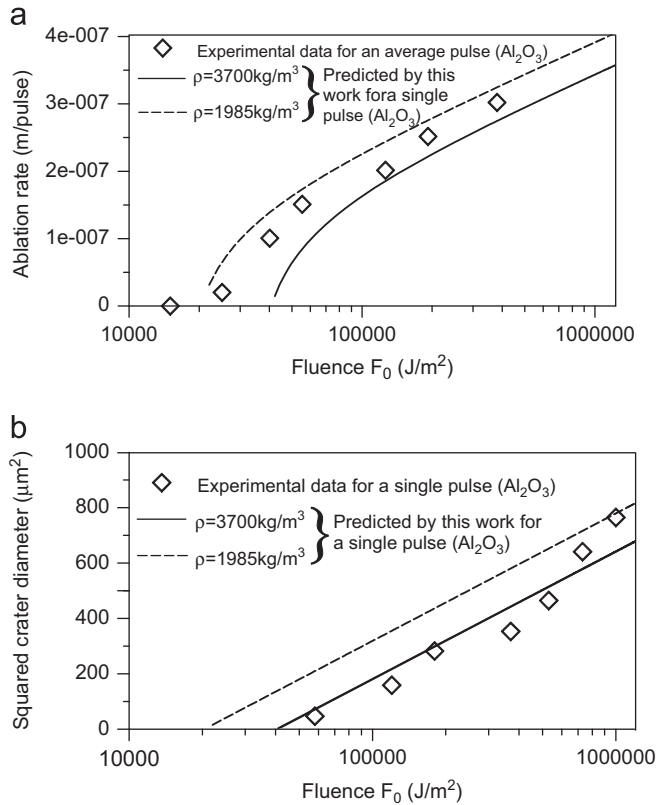 a
4e-007
3e-007
2e-007
1e-007
0
Ablation rate (m/pulse)
Experimental data for an average pulse (Al₂O₃)
ρ=3700kg/m³
ρ=1985kg/m³
Predicted by this
work fora single
pulse (Al₂O₃)
10000 100000 1000000
Fluence F₀ (J/m²)
b
1000
800
600
400
200
0
Squared crater diameter (μm²)
Experimental data for a single pulse (Al₂O₃)
ρ=3700kg/m³
ρ=1985kg/m³
Predicted by this work for
a single pulse (Al₂O₃)
10000 100000 1000000
Fluence F₀ (J/m²)